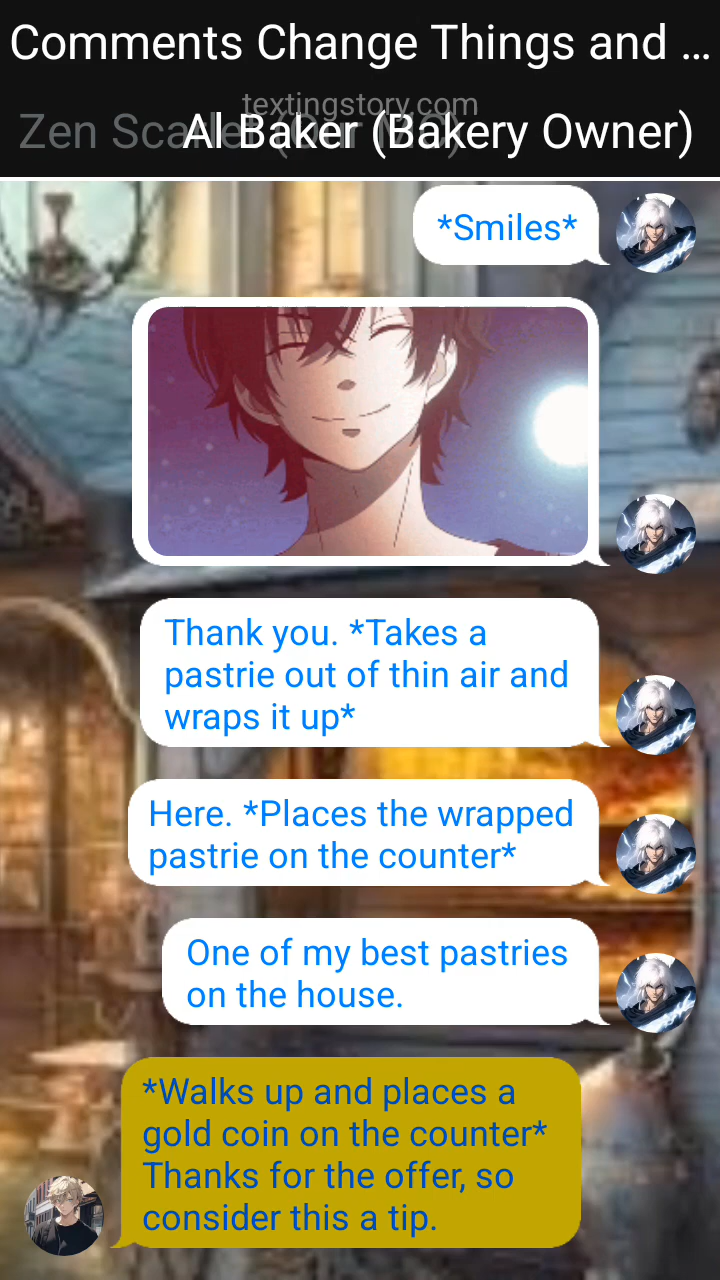 Comments Change Things and ...
textingstory.com
Al Baker (Bakery Owner)
*Smiles*
Thank you. *Takes a
pastrie out of thin air and
wraps it up*
Here. *Places the wrapped
pastrie on the counter*
One of my best pastries
on the house.
*Walks up and places a
gold coin on the counter*
Thanks for the offer, so
consider this a tip.